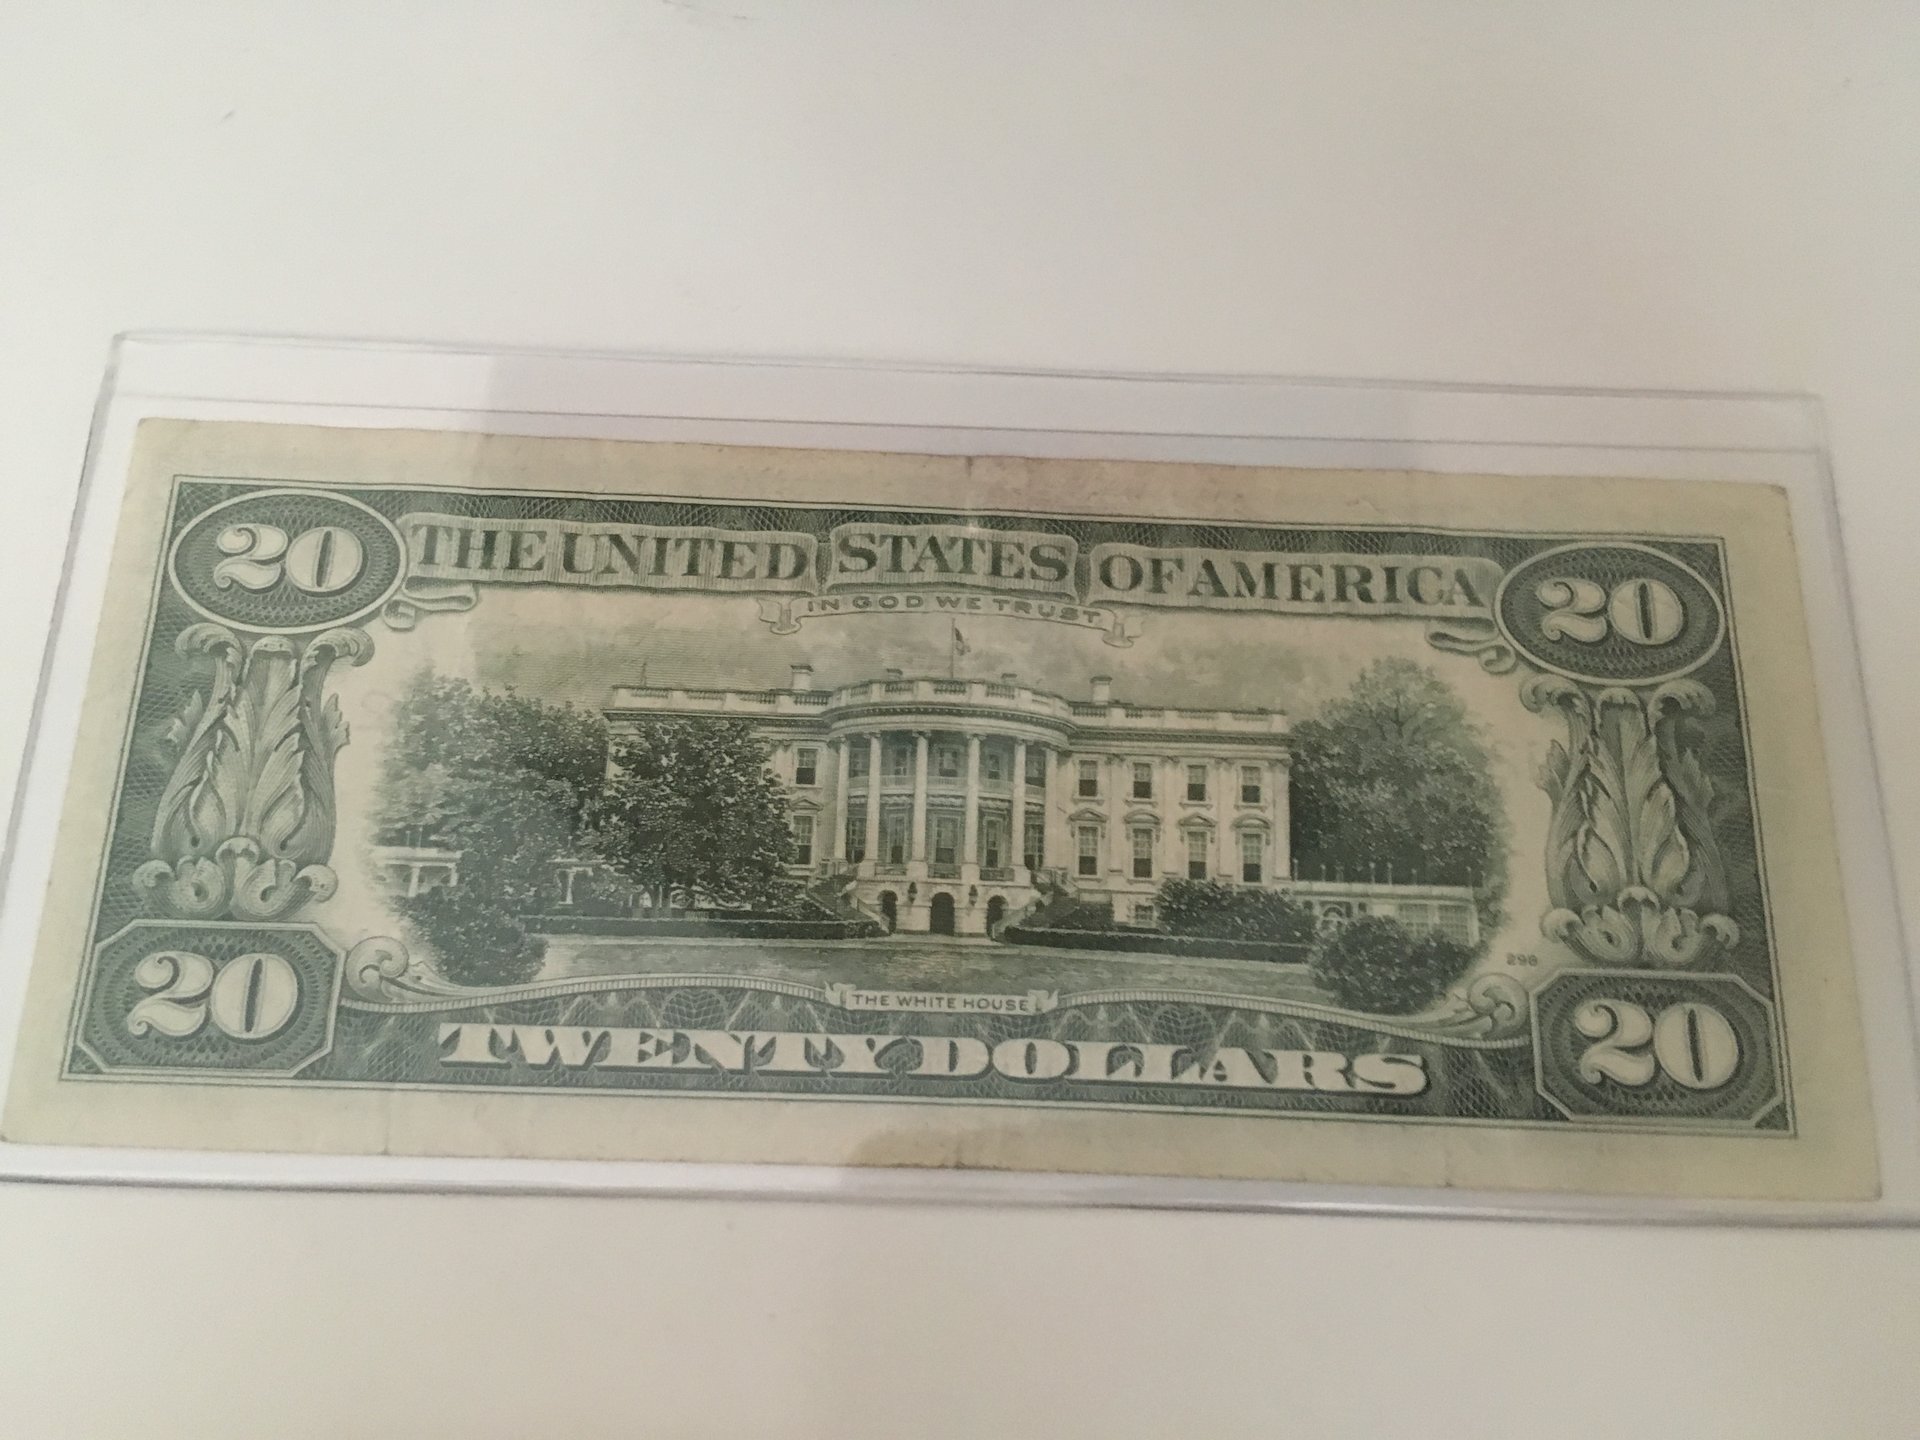 20 THE UNITED STATES OF AMERICA 20
IN GOD WE TRUST
298
THE WHITE HOUSE
20 TWENTY DOLLARS 20